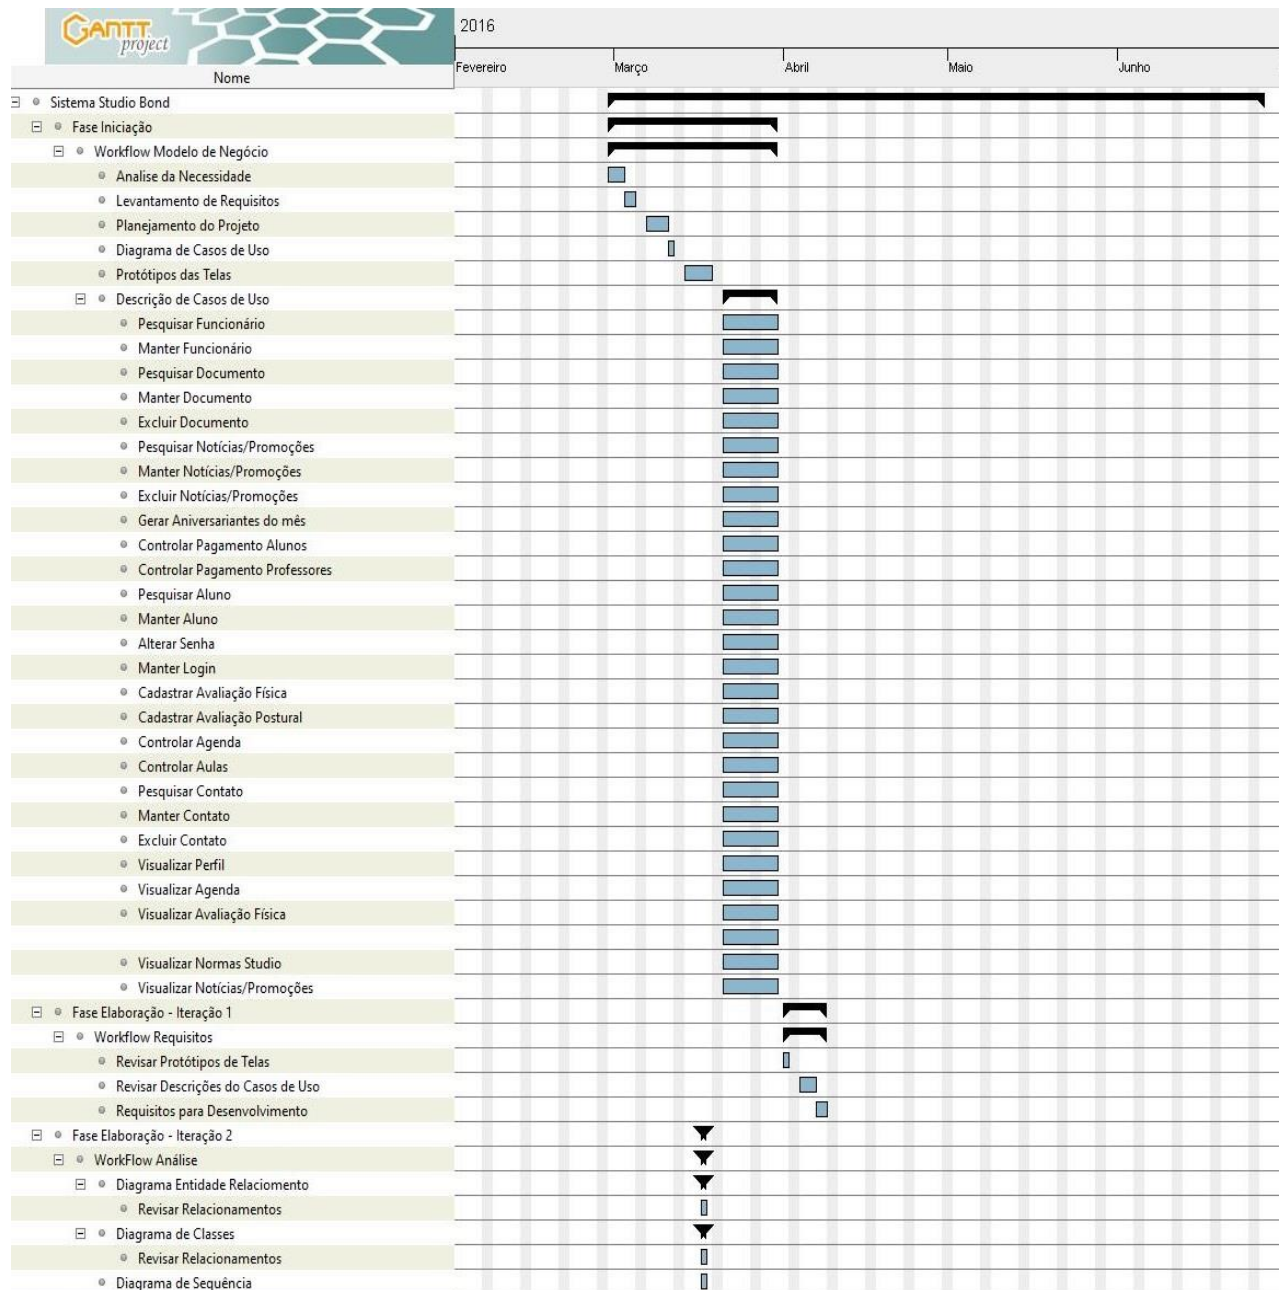 GANTT
project
2016
Nome
Fevereiro
Março
Abril
Maio
Junho
Sistema Studio Bond
Fase Iniciação
Workflow Modelo de Negócio
Analise da Necessidade
Levantamento de Requisitos
Planejamento do Projeto
Diagrama de Casos de Uso
Protótipos das Telas
Descrição de Casos de Uso
Pesquisar Funcionário
Manter Funcionário
Pesquisar Documento
Manter Documento
Excluir Documento
Pesquisar Notícias/Promoções
Manter Notícias/Promoções
Excluir Notícias/Promoções
Gerar Aniversariantes do mês
Controlar Pagamento Alunos
Controlar Pagamento Professores
Pesquisar Aluno
Manter Aluno
Alterar Senha
Manter Login
Cadastrar Avaliação Física
Cadastrar Avaliação Postural
Controlar Agenda
Controlar Aulas
Pesquisar Contato
Manter Contato
Excluir Contato
Visualizar Perfil
Visualizar Agenda
Visualizar Avaliação Física
Visualizar Normas Studio
Visualizar Notícias/Promoções
Fase Elaboração - Iteração 1
Workflow Requisitos
Revisar Protótipos de Telas
Revisar Descrições do Casos de Uso
Requisitos para Desenvolvimento
Fase Elaboração - Iteração 2
WorkFlow Análise
Diagrama Entidade Relaciomento
Revisar Relacionamentos
Diagrama de Classes
Revisar Relacionamentos
Diagrama de Sequência